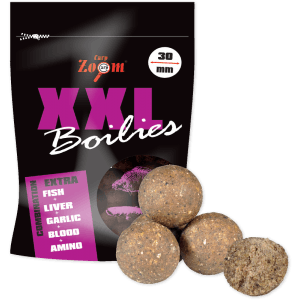 Carp
Zoom
30
mm
XXL
Boilies
COMBINATION
EXTRA
FISH
+
LIVER
+
GARLIC
+
BLOOD
+
AMINO